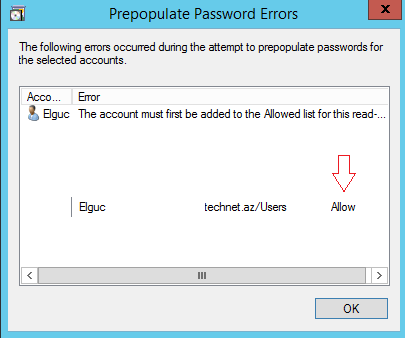 Prepopulate Password Errors
x
The following errors occurred during the attempt to prepopulate passwords for
the selected accounts.
Acco... Error
Elguc The account must first be added to the Allowed list for this read-...
Elguc technet.az/Users Allow
OK